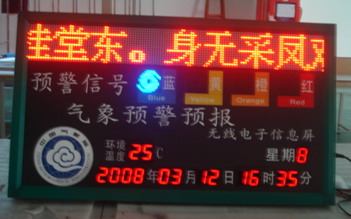 桂堂东。身无采凤双
预警信号 蓝 黄 橙 红
Blue Yellow Orange Red
气象预警预报
无线电子信息屏
环境温度 25℃ 星期8
2008年03月12日16时35分